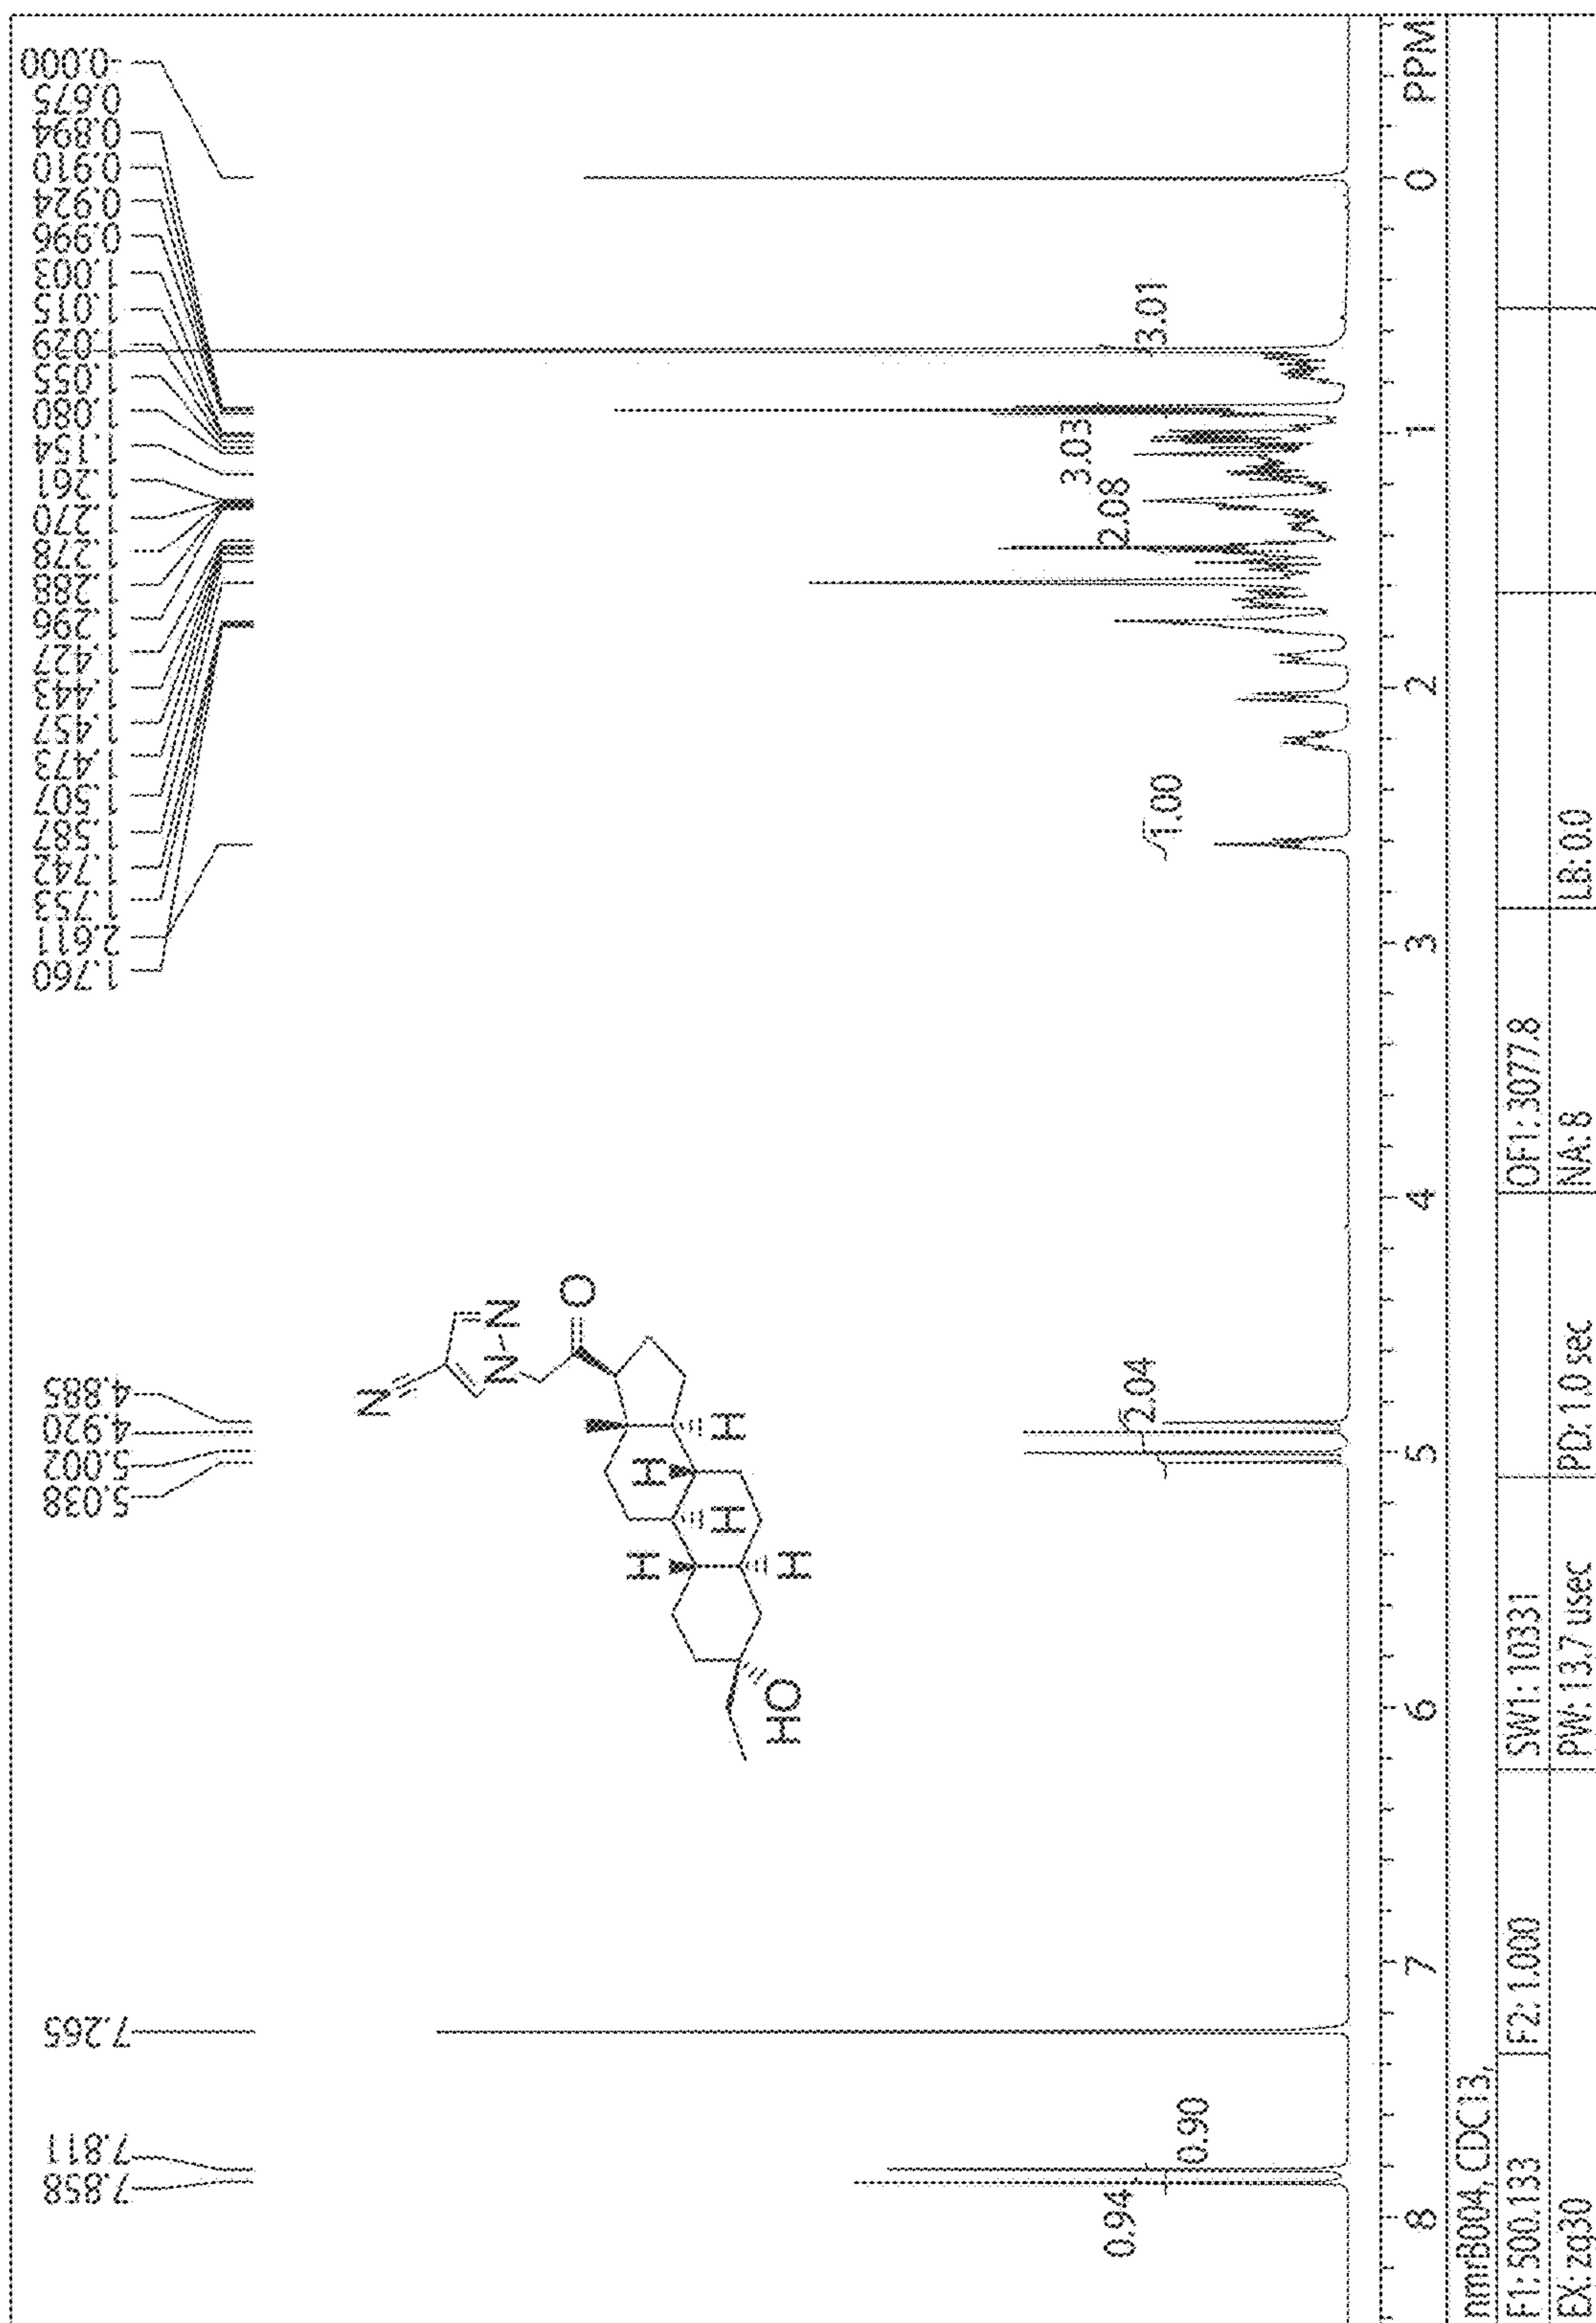 7.858
7.811
7.265
5.038
5.002
4.920
4.885
1.760
2.611
1.753
1.742
1.587
1.507
1.473
1.457
1.443
1.427
1.296
1.288
1.278
1.270
1.261
1.154
1.080
1.055
1.029
1.015
1.003
0.996
0.924
0.910
0.894
0.675
-0.000
N
N
N
O
H
H
H
H
H
HO
0.94
0.90
2.04
1.00
2.08
3.03
3.01
8 7 6 5 4 3 2 1 0 PPM
nmrB004, CDC13,
F1: 500.133 F2: 1.000 SW1: 10331 OF1: 3077.8
EX: zg30 PW: 13.7 usec PD: 1.0 sec NA: 8 LB: 0.0